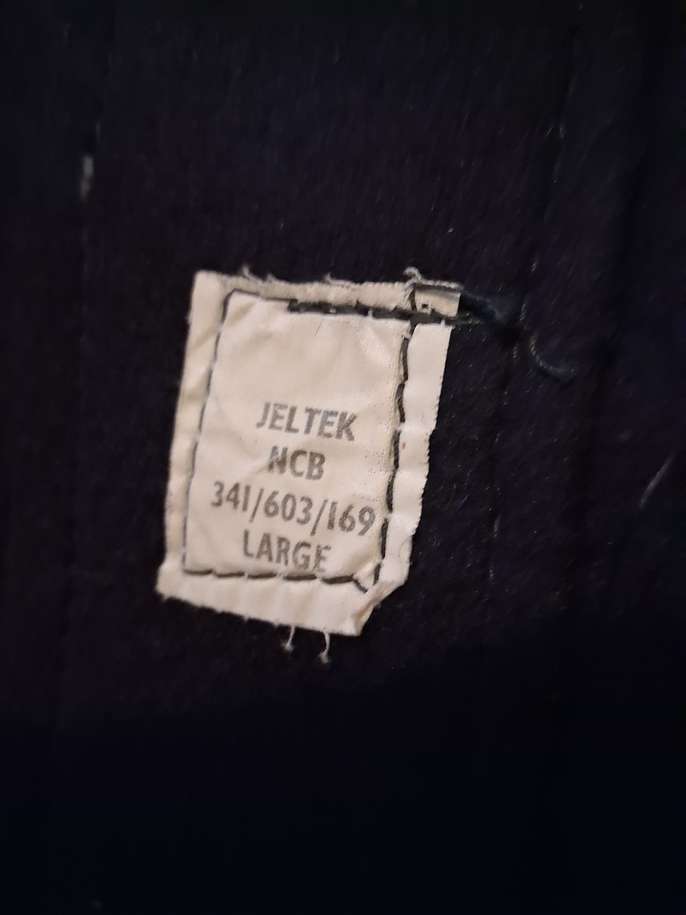 JELTEK
NCB
341/603/169
LARGE